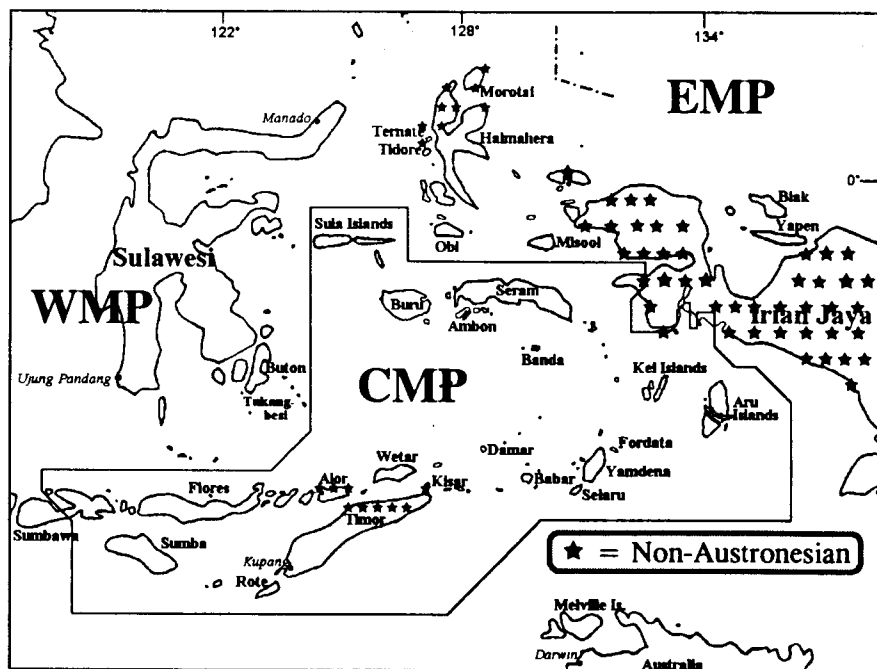 122° 128° 134°
EMP
Morotai
Manado
Ternate
Halmahera
Tidore
0°
Biak
Sula Islands
Yapen
Obi
Misool
Sulawesi
WMP
Seram
Buru
Irian Jaya
Ambon
Banda
Buton
CMP
Kei Islands
Ujung Pandang
Tukang-
besi
Aru
Islands
Fordata
Damar
Wetar
Yamdena
Alor
Kisar
Babar
Flores
Selaru
Timor
Sumbawa
Sumba
★ = Non-Austronesian
Kupang
Rote
Melville Is.
Darwin
Australia